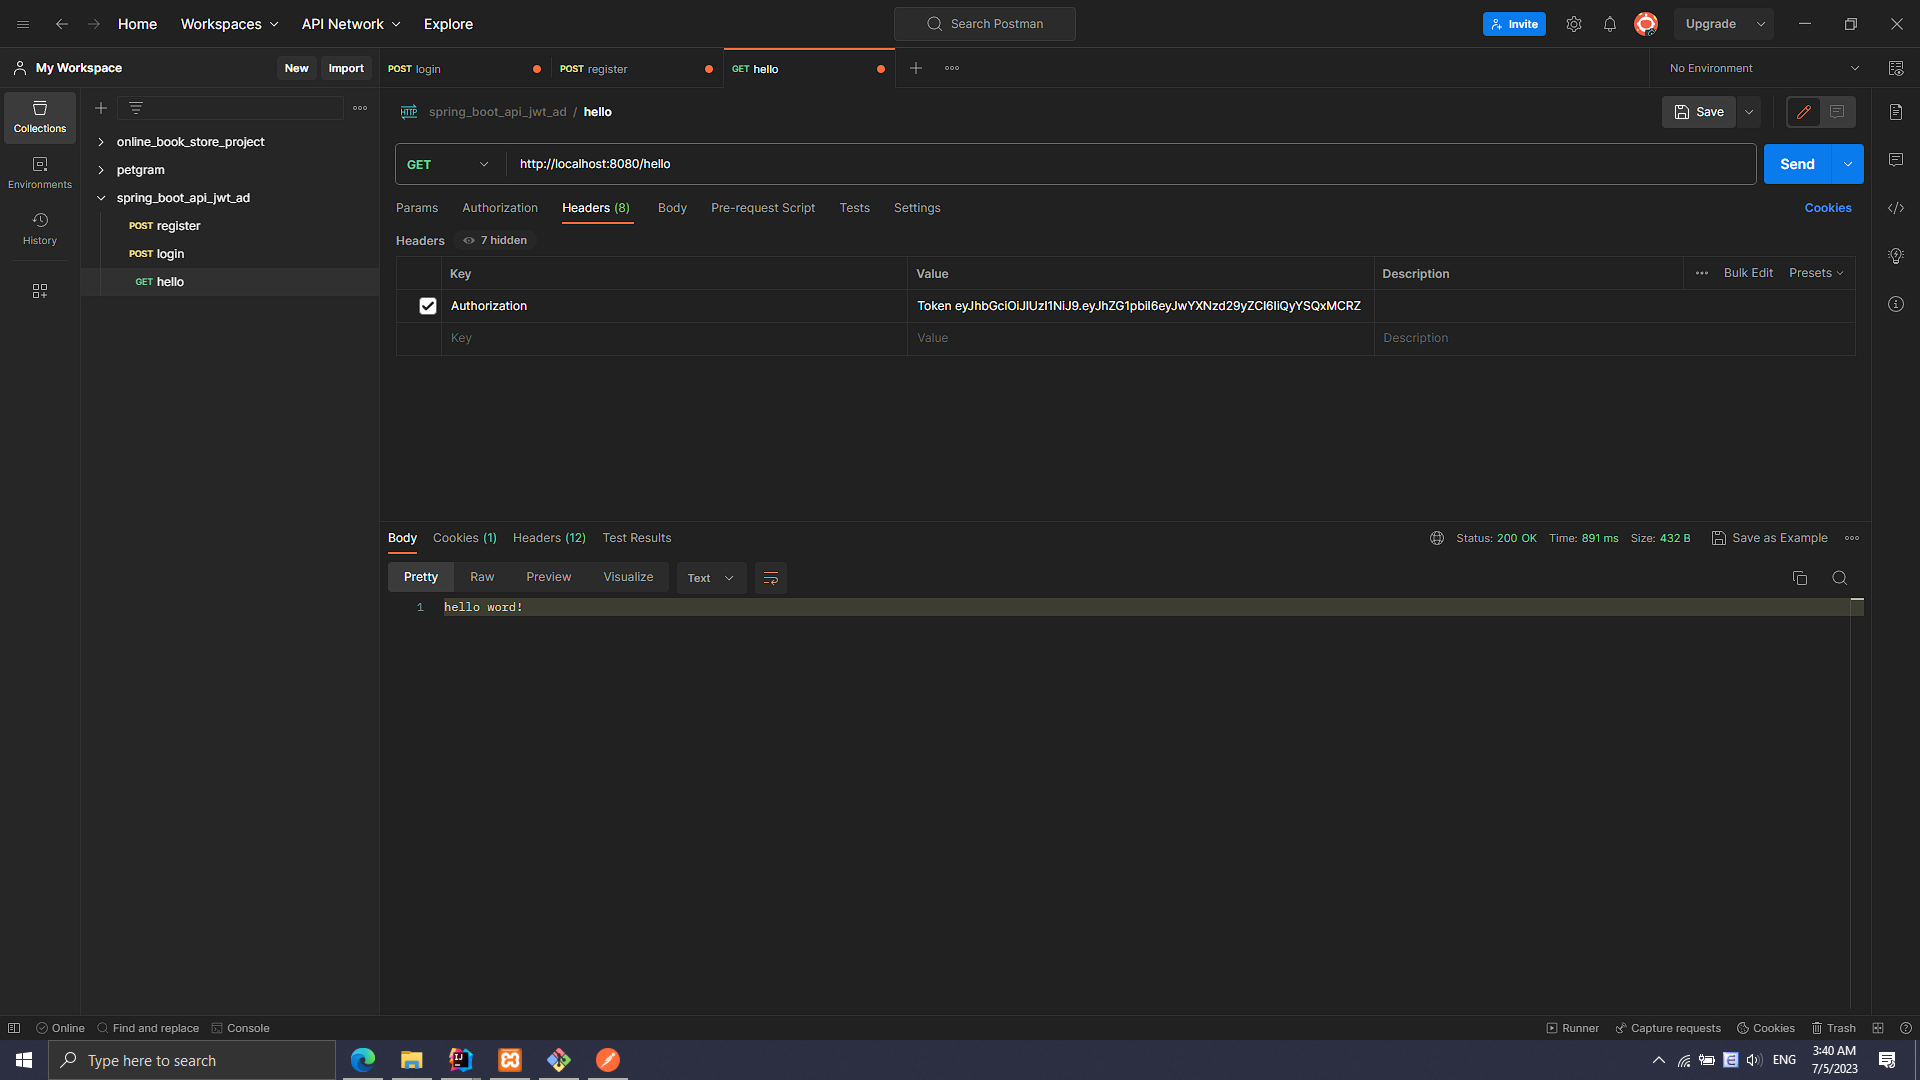 Home Workspaces API Network Explore Search Postman Invite Upgrade
My Workspace New Import POST login POST register GET hello No Environment
Collections
Environments
History
online_book_store_project
petgram
spring_boot_api_jwt_ad
POST register
POST login
GET hello
HTTP spring_boot_api_jwt_ad / hello Save
GET http://localhost:8080/hello Send
Params Authorization Headers (8) Body Pre-request Script Tests Settings Cookies
Headers 7 hidden
Key Value Description Bulk Edit Presets
Authorization Token eyJhbGciOiJIUzI1NiJ9.eyJhZG1pbiI6eyJwYXNzd29yZCI6IiQyYSQxMCRZ
Key Value Description
Body Cookies (1) Headers (12) Test Results Status: 200 OK Time: 891 ms Size: 432 B Save as Example
Pretty Raw Preview Visualize Text
1 hello word!
Online Find and replace Console Runner Capture requests Cookies Trash
Type here to search ENG 3:40 AM
7/5/2023